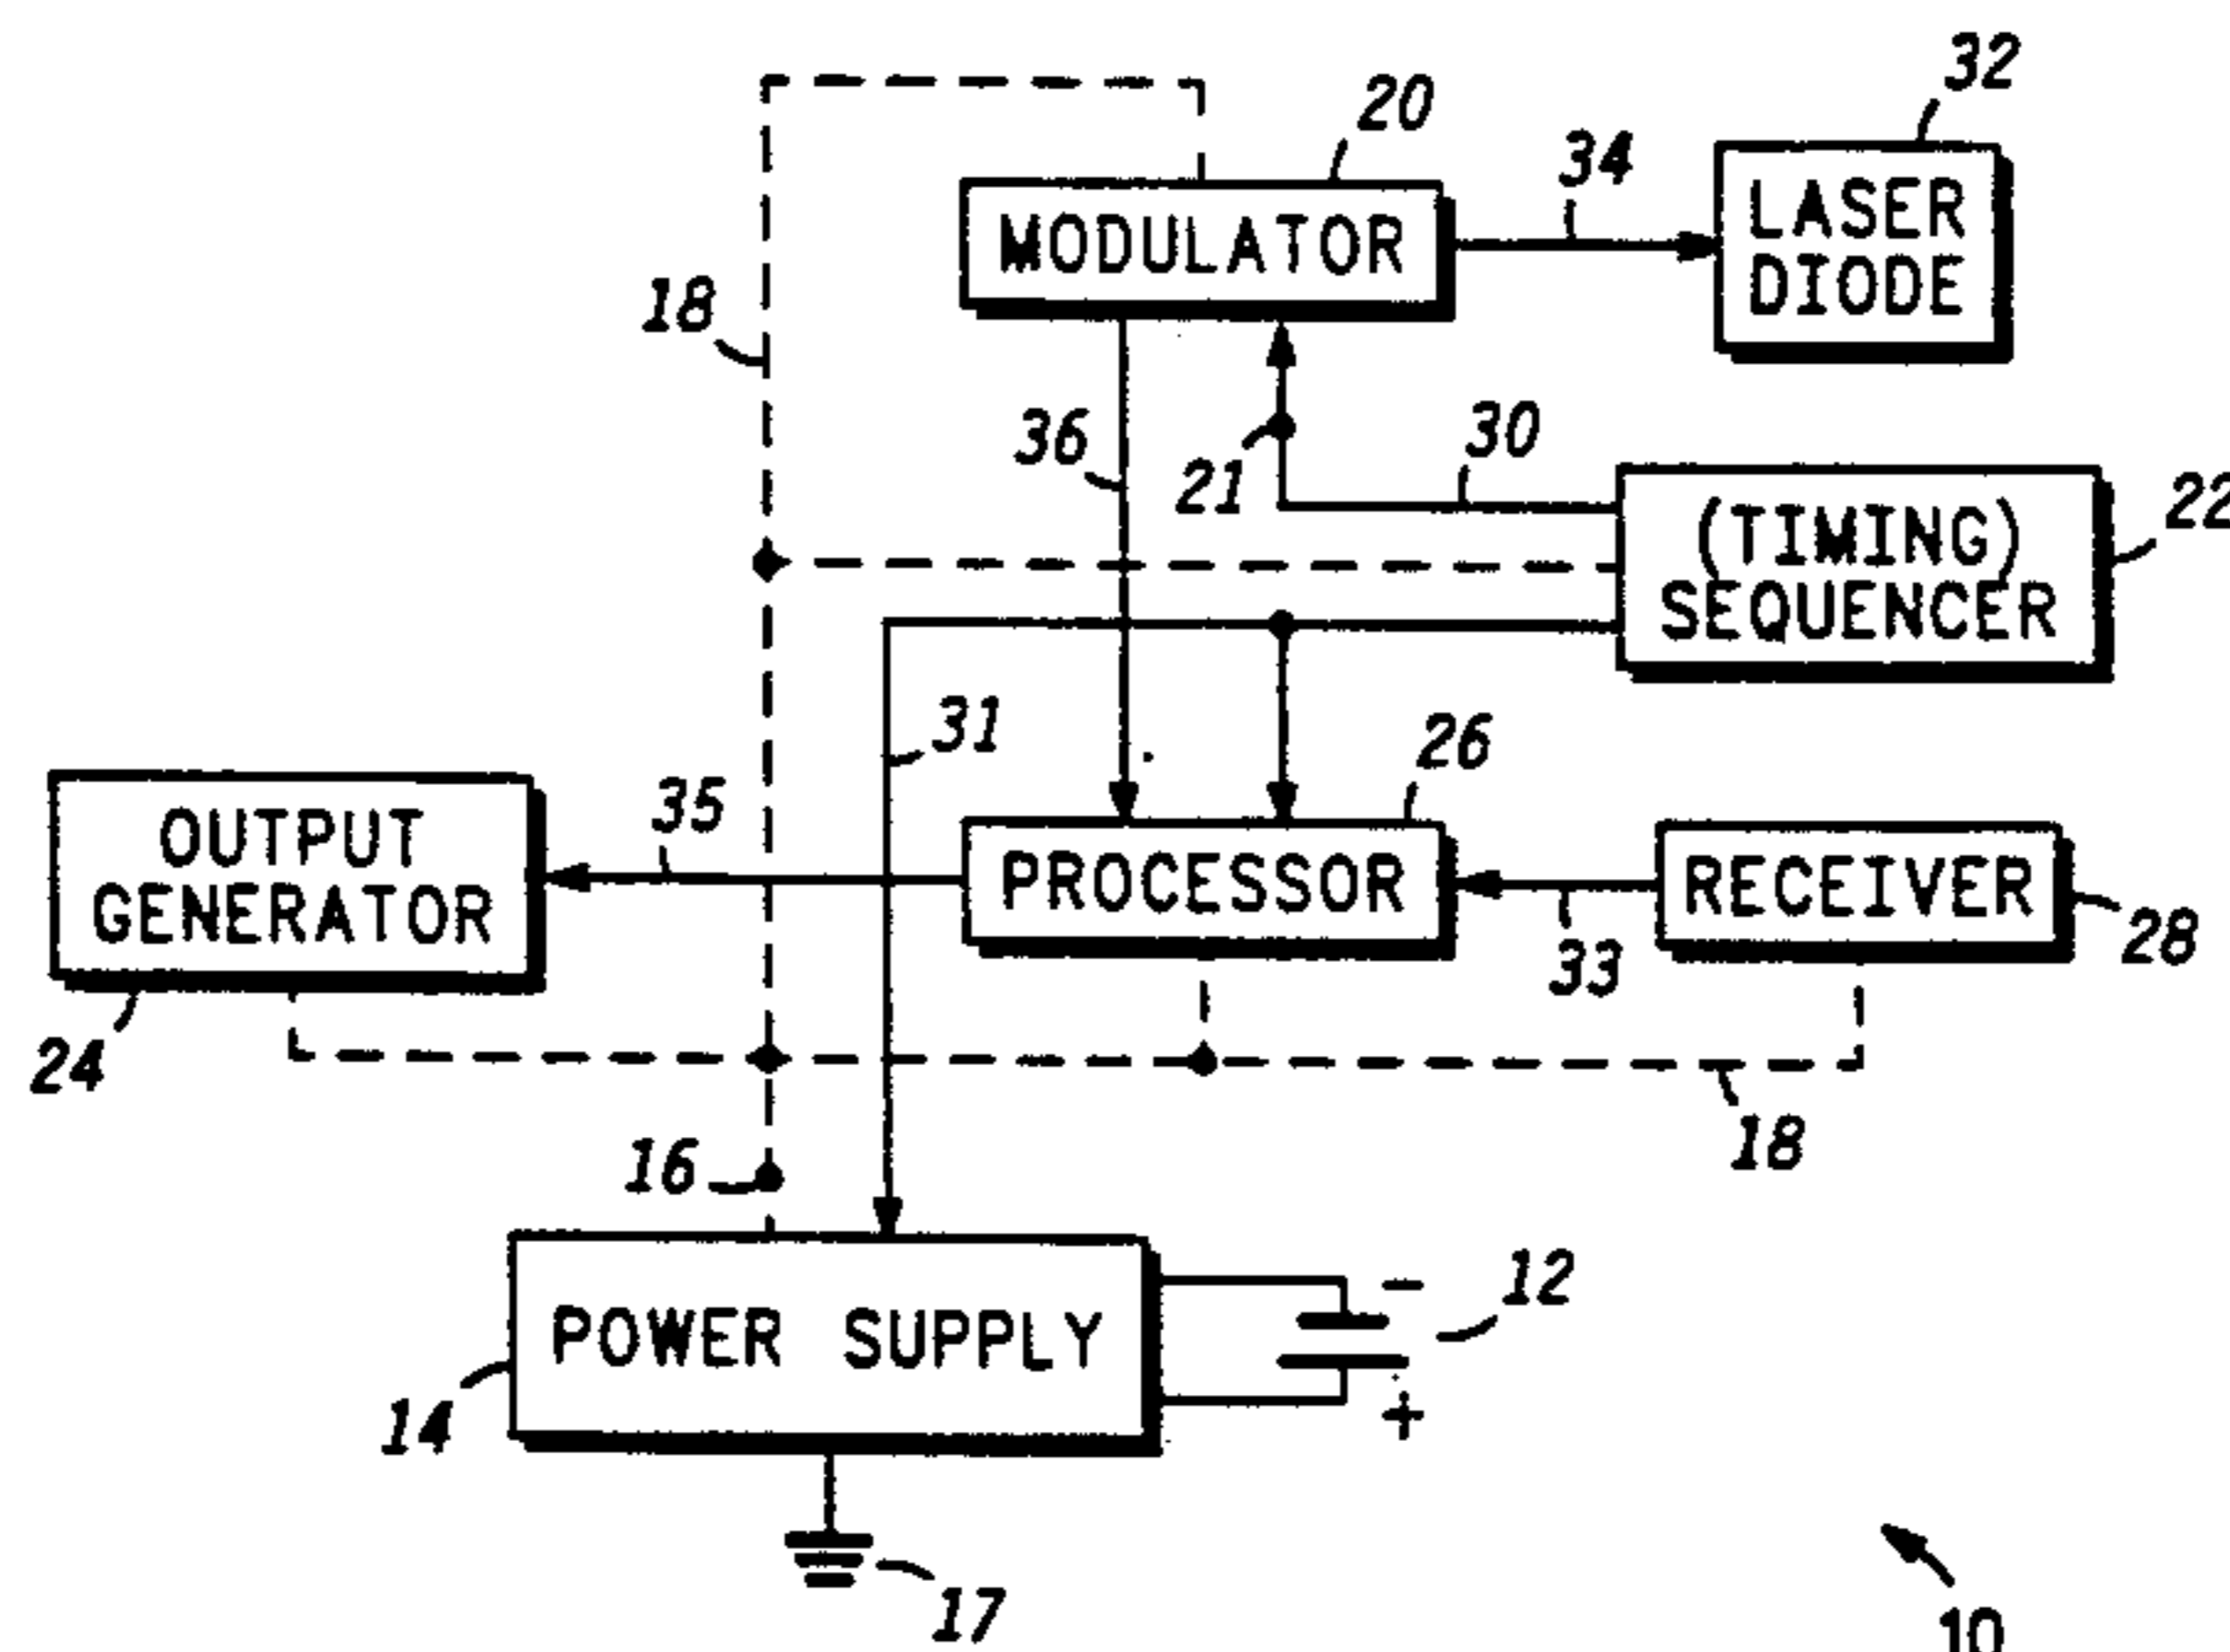 32
20
34
LASER
DIODE
MODULATOR
18
36
30
21
22
(TIMING)
SEQUENCER
31
26
35
OUTPUT
GENERATOR
PROCESSOR
RECEIVER
33
28
24
16
18
12
-
POWER SUPPLY
+
14
17
10